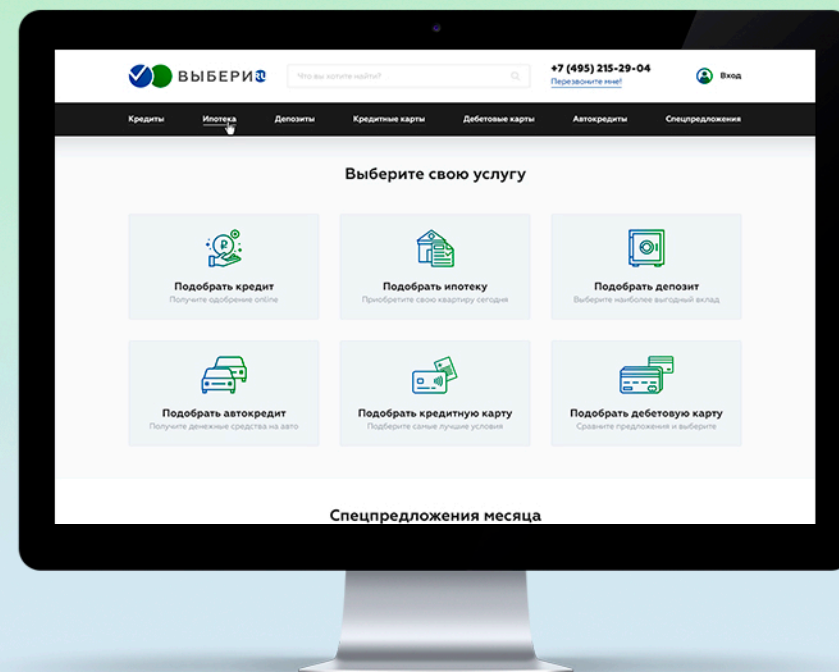 ВЫБЕРИ RU
Что вы хотите найти?
+7 (495) 215-29-04
Перезвоните мне!
Вход
Кредиты Ипотека Депозиты Кредитные карты Дебетовые карты Автокредиты Спецпредложения
Выберите свою услугу
Подобрать кредит
Получите одобрение online
Подобрать ипотеку
Приобретите свою квартиру сегодня
Подобрать депозит
Выберите наиболее выгодный вклад
Подобрать автокредит
Получите денежные средства на авто
Подобрать кредитную карту
Подберите самые лучшие условия
Подобрать дебетовую карту
Сравните предложения и выберите
Спецпредложения месяца